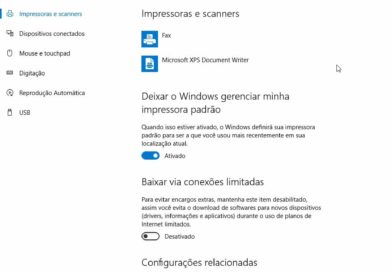 Impressoras e scanners
Dispositivos conectados
Mouse e touchpad
Digitação
Reprodução Automática
USB
Impressoras e scanners
Fax
Microsoft XPS Document Writer
Deixar o Windows gerenciar minha
impressora padrão
Quando isso estiver ativado, o Windows definirá sua impressora
padrão para ser a que você usou mais recentemente em sua
localização atual.
Ativado
Baixar via conexões limitadas
Para evitar encargos extras, mantenha este item desabilitado,
assim você evita o download de softwares para novos dispositivos
(drivers, informações e aplicativos) durante o uso de planos de
Internet limitados.
Desativado
Configurações relacionadas